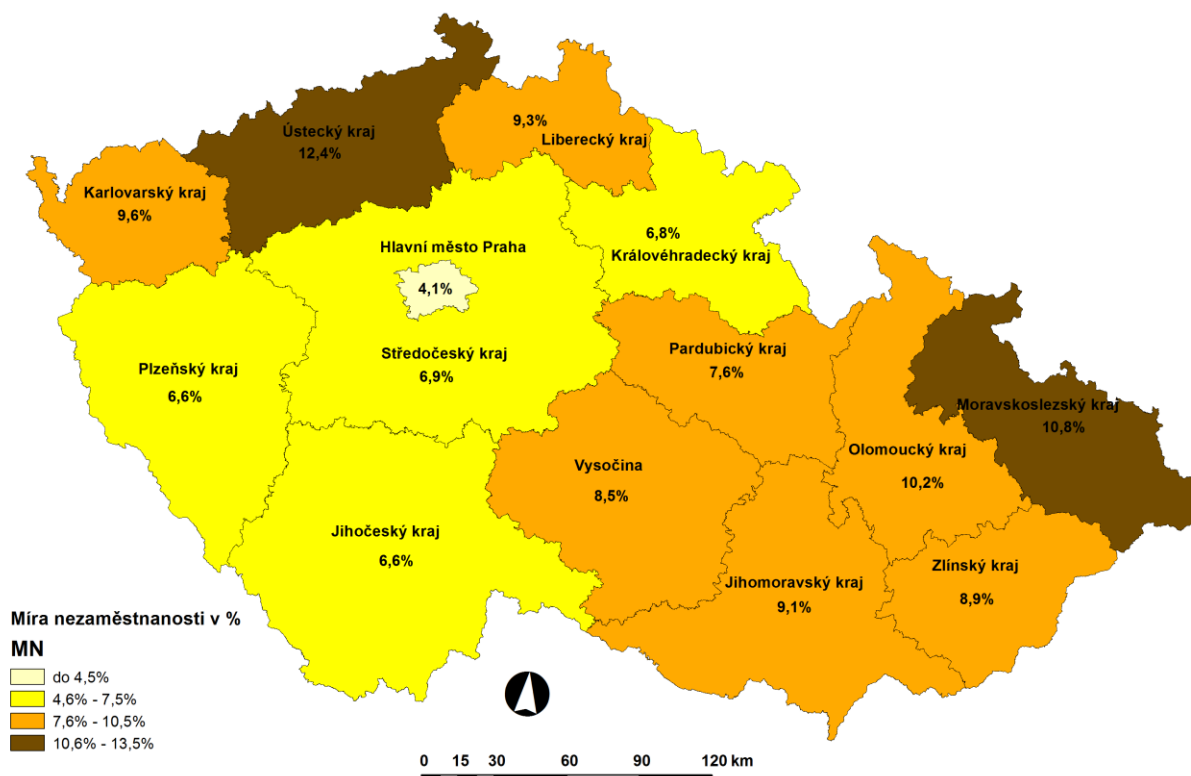 Ústecký kraj
12,4%
9,3%
Liberecký kraj
Karlovarský kraj
9,6%
6,8%
Královéhradecký kraj
Hlavní město Praha
4,1%
Středočeský kraj
6,9%
Plzeňský kraj
6,6%
Pardubický kraj
7,6%
Moravskoslezský kraj
10,8%
Olomoucký kraj
10,2%
Vysočina
8,5%
Jihočeský kraj
6,6%
Jihomoravský kraj
9,1%
Zlínský kraj
8,9%
Míra nezaměstnanosti v %
MN
do 4,5%
4,6% - 7,5%
7,6% - 10,5%
10,6% - 13,5%
0 15 30 60 90 120 km